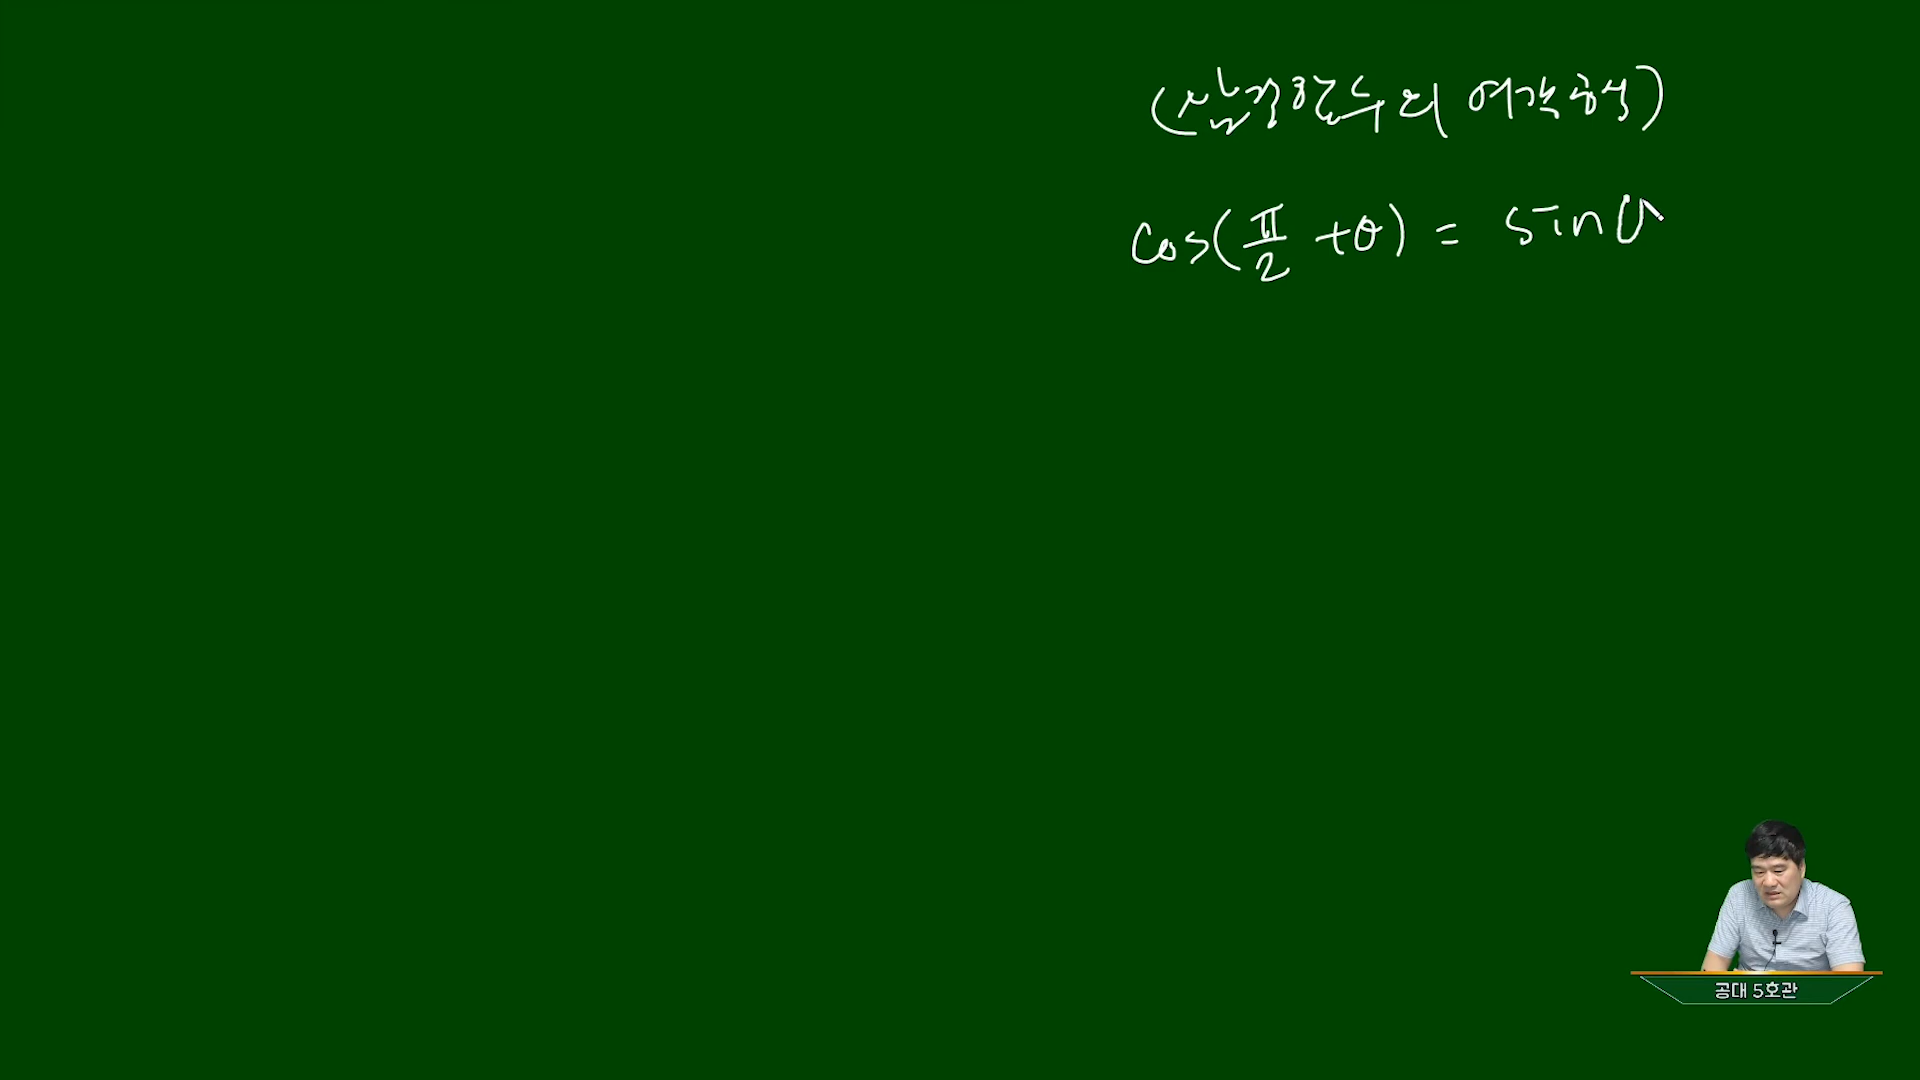 (삼각함수의 여각공식)
cos(π/2 +θ) = sinθ
공대 5호관